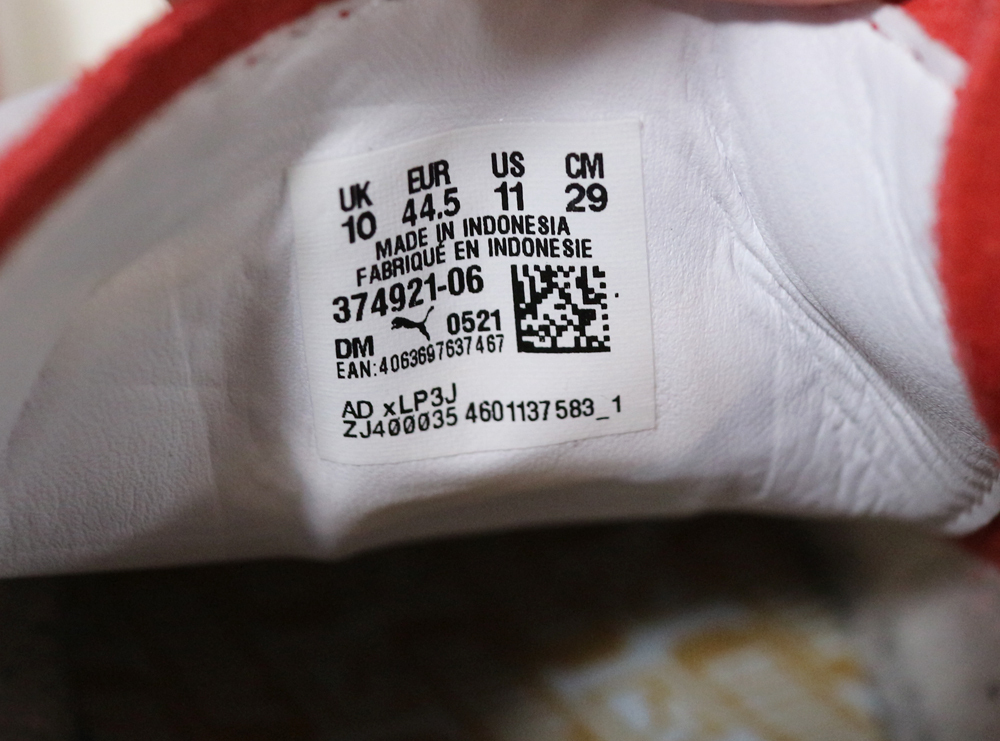 UK EUR US CM
10 44.5 11 29
MADE IN INDONESIA
FABRIQUÉ EN INDONESIE
374921-06
DM 0521
EAN:4063697637467
AD xLP3J
ZJ400035 4601137583_1